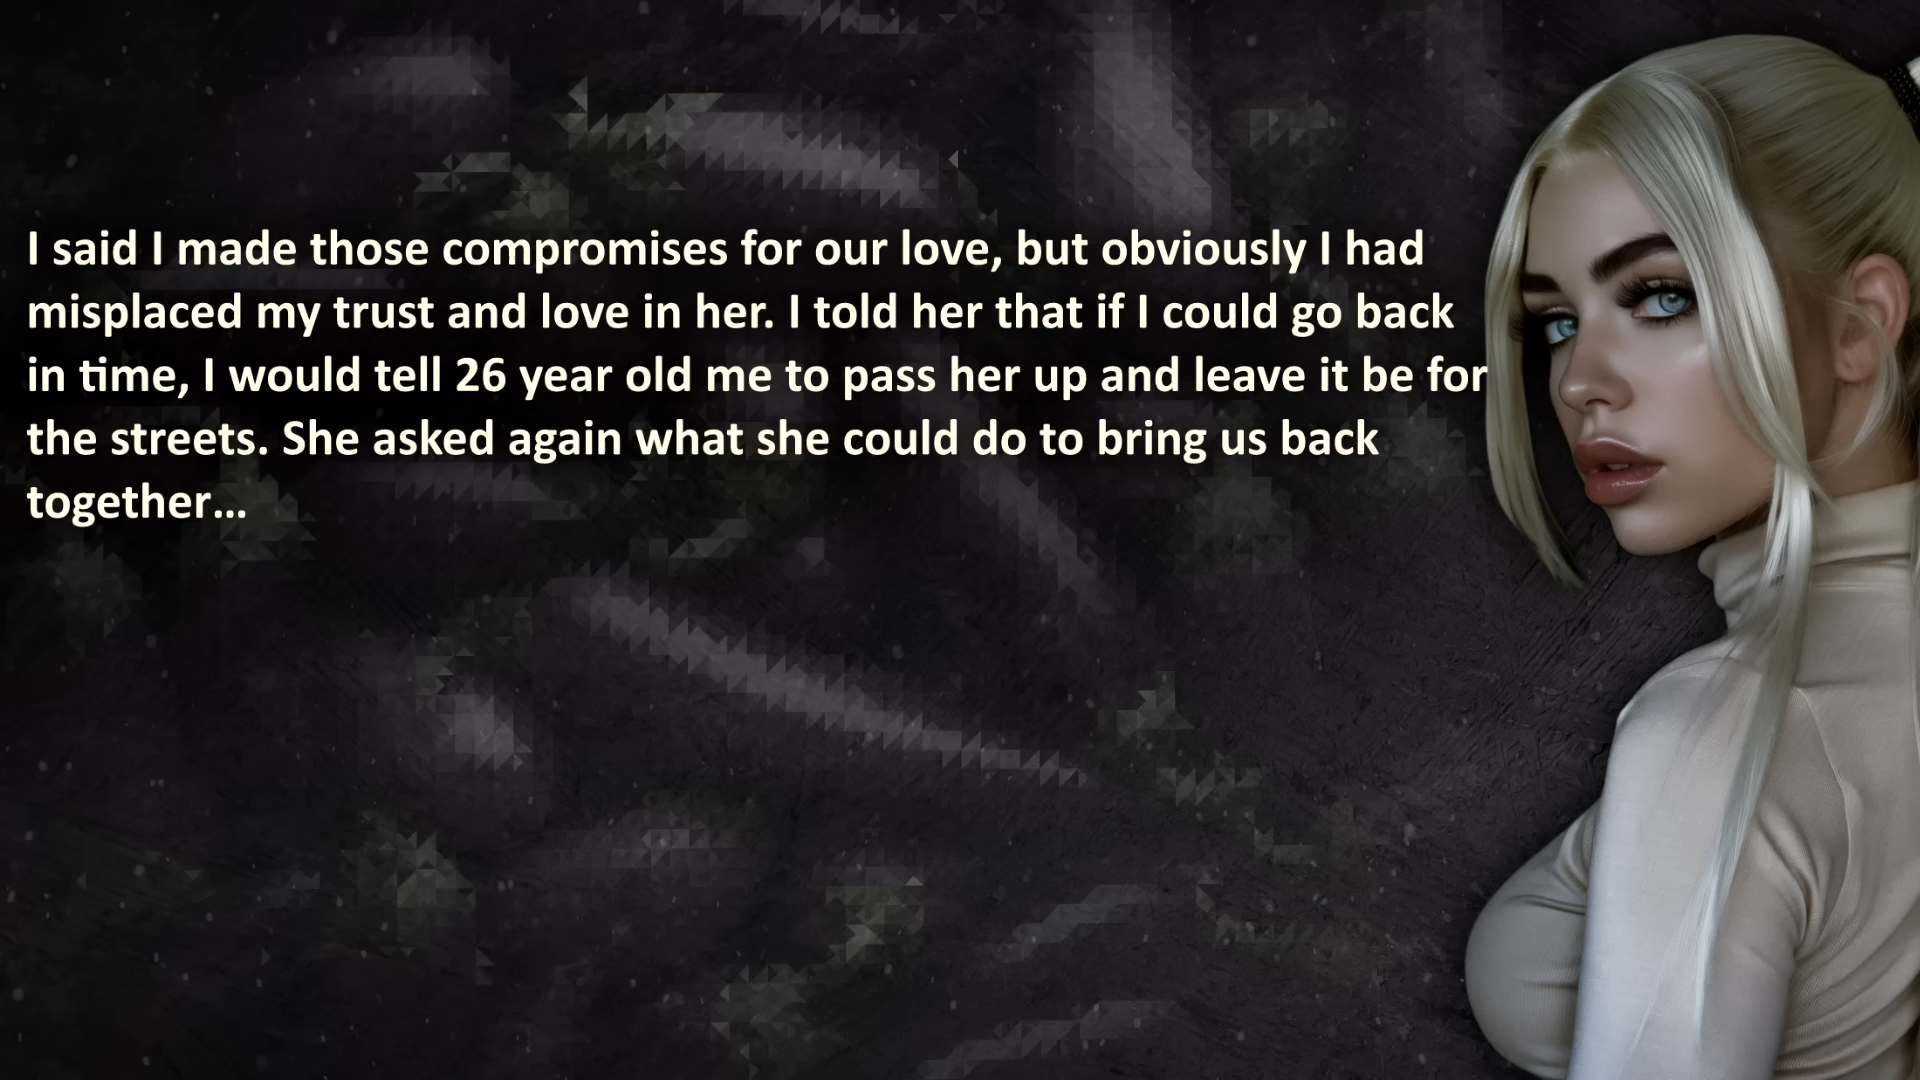 I said I made those compromises for our love, but obviously I had
misplaced my trust and love in her. I told her that if I could go back
in time, I would tell 26 year old me to pass her up and leave it be for
the streets. She asked again what she could do to bring us back
together...